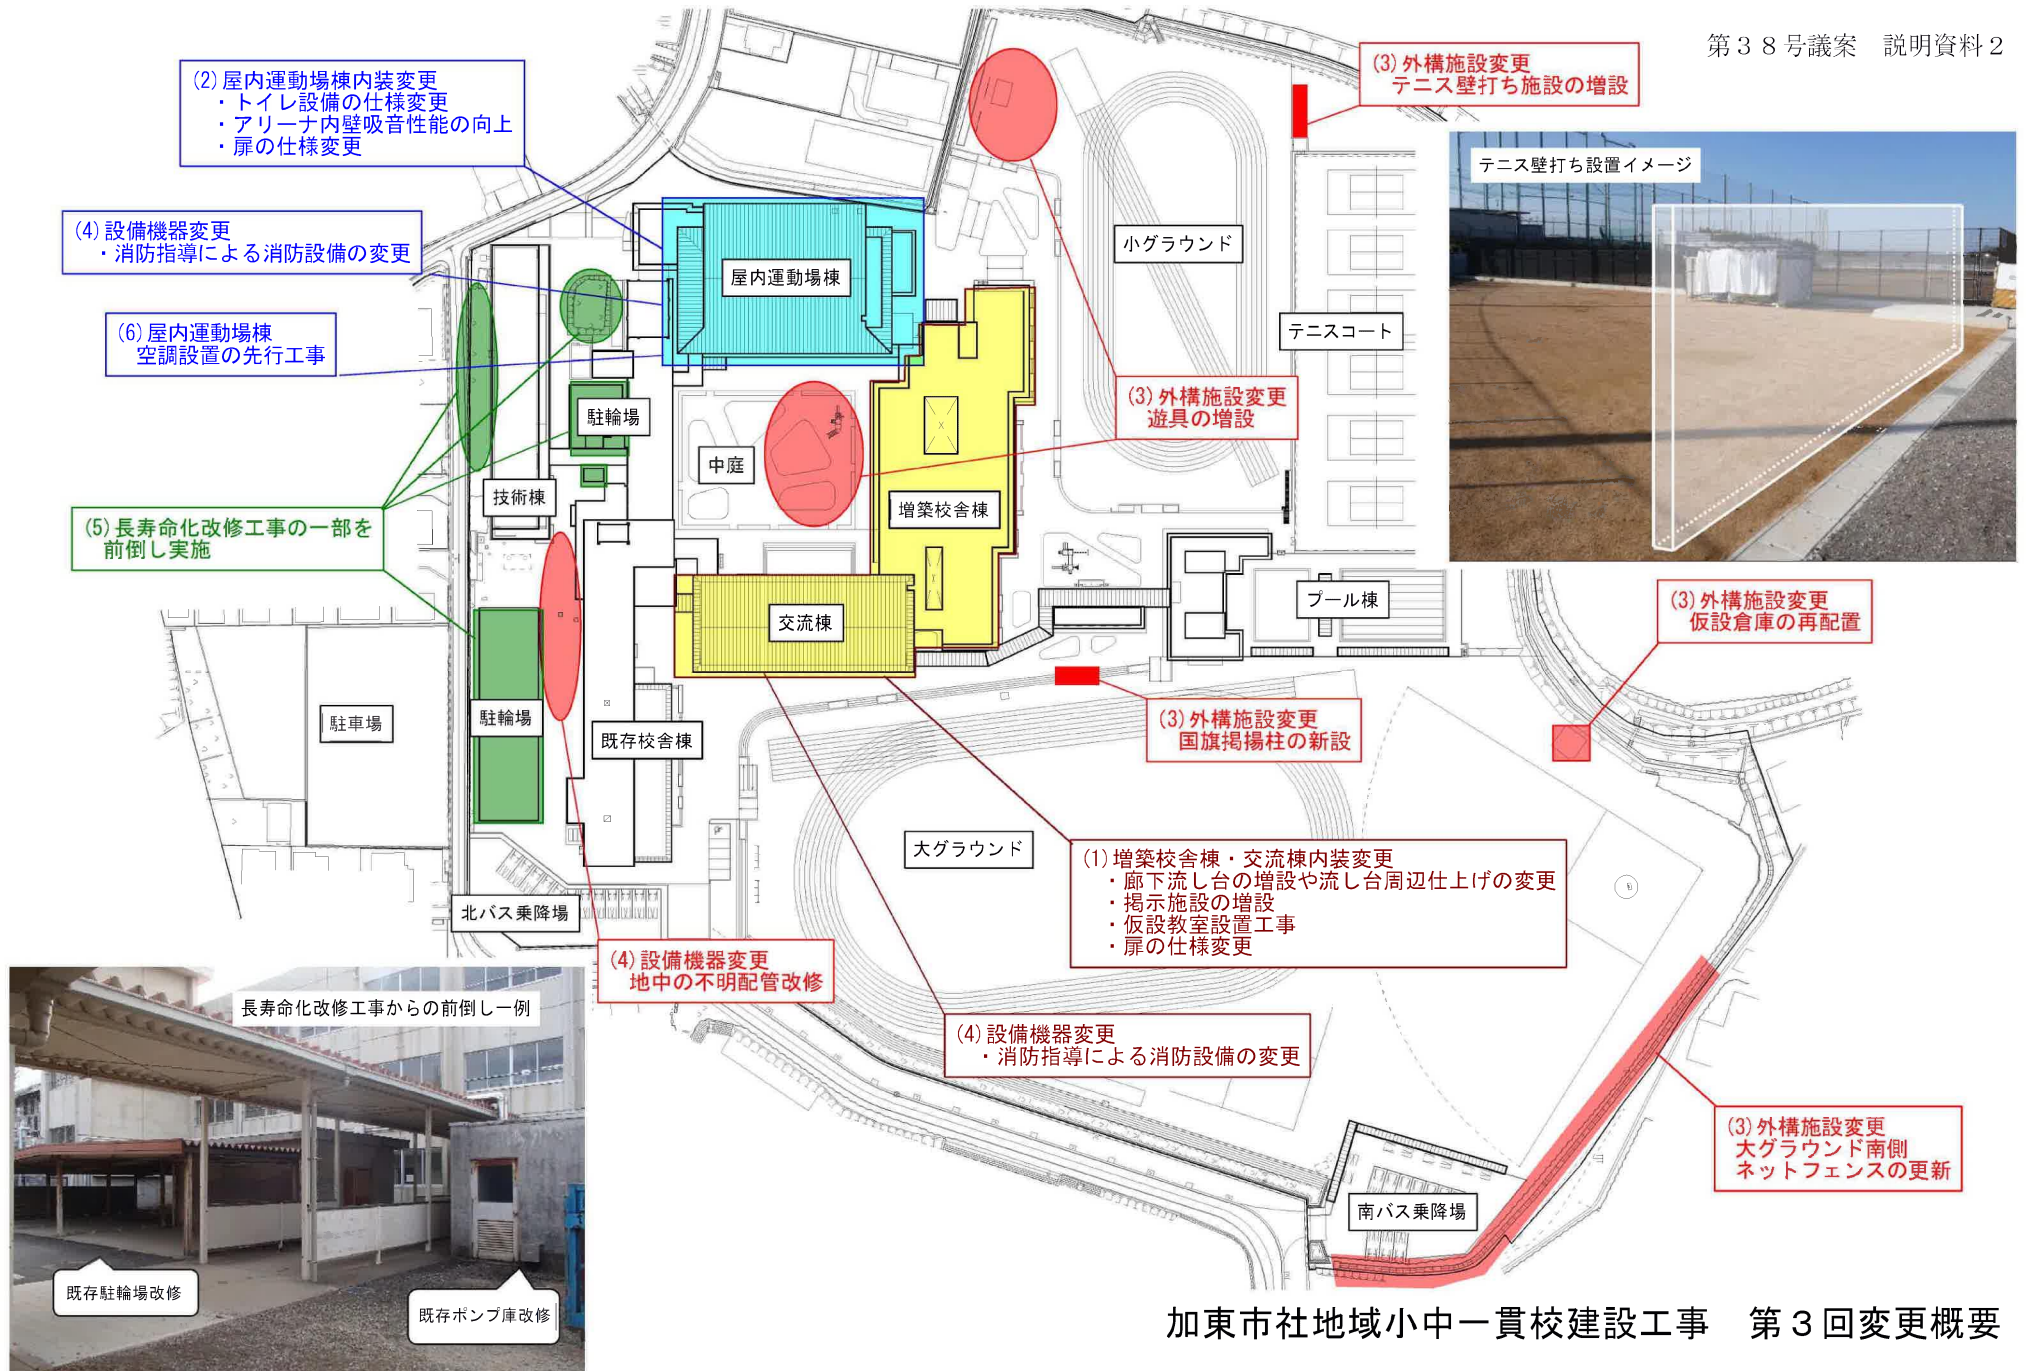 第３８号議案　説明資料２
(2)屋内運動場棟内装変更
・トイレ設備の仕様変更
・アリーナ内壁吸音性能の向上
・扉の仕様変更
(3)外構施設変更
テニス壁打ち施設の増設
テニス壁打ち設置イメージ
(4)設備機器変更
・消防指導による消防設備の変更
小グラウンド
屋内運動場棟
(6)屋内運動場棟
空調設置の先行工事
テニスコート
(3)外構施設変更
遊具の増設
駐輪場
中庭
技術棟
増築校舎棟
(5)長寿命化改修工事の一部を
前倒し実施
プール棟
交流棟
(3)外構施設変更
仮設倉庫の再配置
駐車場
駐輪場
既存校舎棟
(3)外構施設変更
国旗掲揚柱の新設
大グラウンド
(1)増築校舎棟・交流棟内装変更
・廊下流し台の増設や流し台周辺仕上げの変更
・掲示施設の増設
・仮設教室設置工事
・扉の仕様変更
北バス乗降場
(4)設備機器変更
地中の不明配管改修
長寿命化改修工事からの前倒し一例
(4)設備機器変更
・消防指導による消防設備の変更
(3)外構施設変更
大グラウンド南側
ネットフェンスの更新
南バス乗降場
既存駐輪場改修
既存ポンプ庫改修
加東市社地域小中一貫校建設工事　第３回変更概要